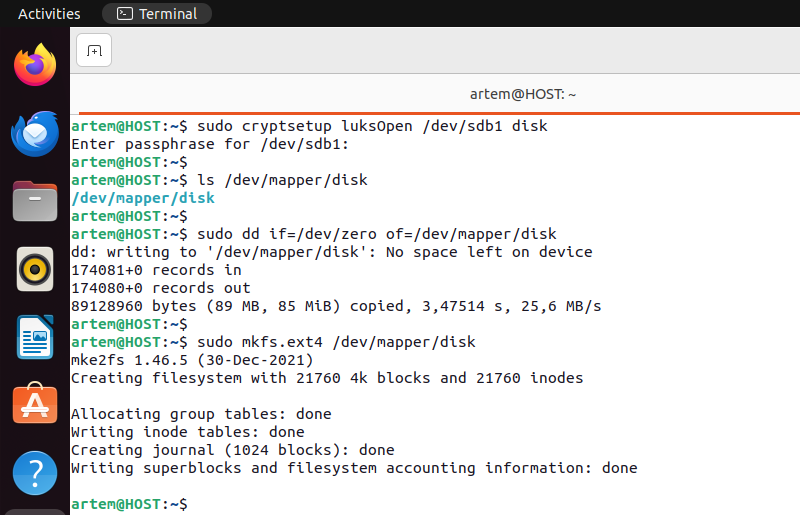 Activities
Terminal
artem@HOST: ~
artem@HOST:~$ sudo cryptsetup luksOpen /dev/sdb1 disk
Enter passphrase for /dev/sdb1:
artem@HOST:~$
artem@HOST:~$ ls /dev/mapper/disk
/dev/mapper/disk
artem@HOST:~$
artem@HOST:~$ sudo dd if=/dev/zero of=/dev/mapper/disk
dd: writing to '/dev/mapper/disk': No space left on device
174081+0 records in
174080+0 records out
89128960 bytes (89 MB, 85 MiB) copied, 3,47514 s, 25,6 MB/s
artem@HOST:~$
artem@HOST:~$ sudo mkfs.ext4 /dev/mapper/disk
mke2fs 1.46.5 (30-Dec-2021)
Creating filesystem with 21760 4k blocks and 21760 inodes
Allocating group tables: done
Writing inode tables: done
Creating journal (1024 blocks): done
Writing superblocks and filesystem accounting information: done
artem@HOST:~$